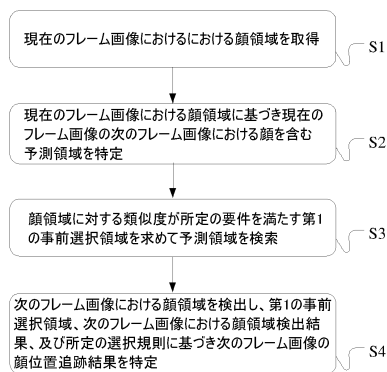 現在のフレーム画像におけるにおける顔領域を取得
S1
現在のフレーム画像における顔領域に基づき現在の
フレーム画像の次のフレーム画像における顔を含む
予測領域を特定
S2
顔領域に対する類似度が所定の要件を満たす第1
の事前選択領域を求めて予測領域を検索
S3
次のフレーム画像における顔領域を検出し、第1の事前
選択領域、次のフレーム画像における顔領域検出結
果、及び所定の選択規則に基づき次のフレーム画像の
顔位置追跡結果を特定
S4